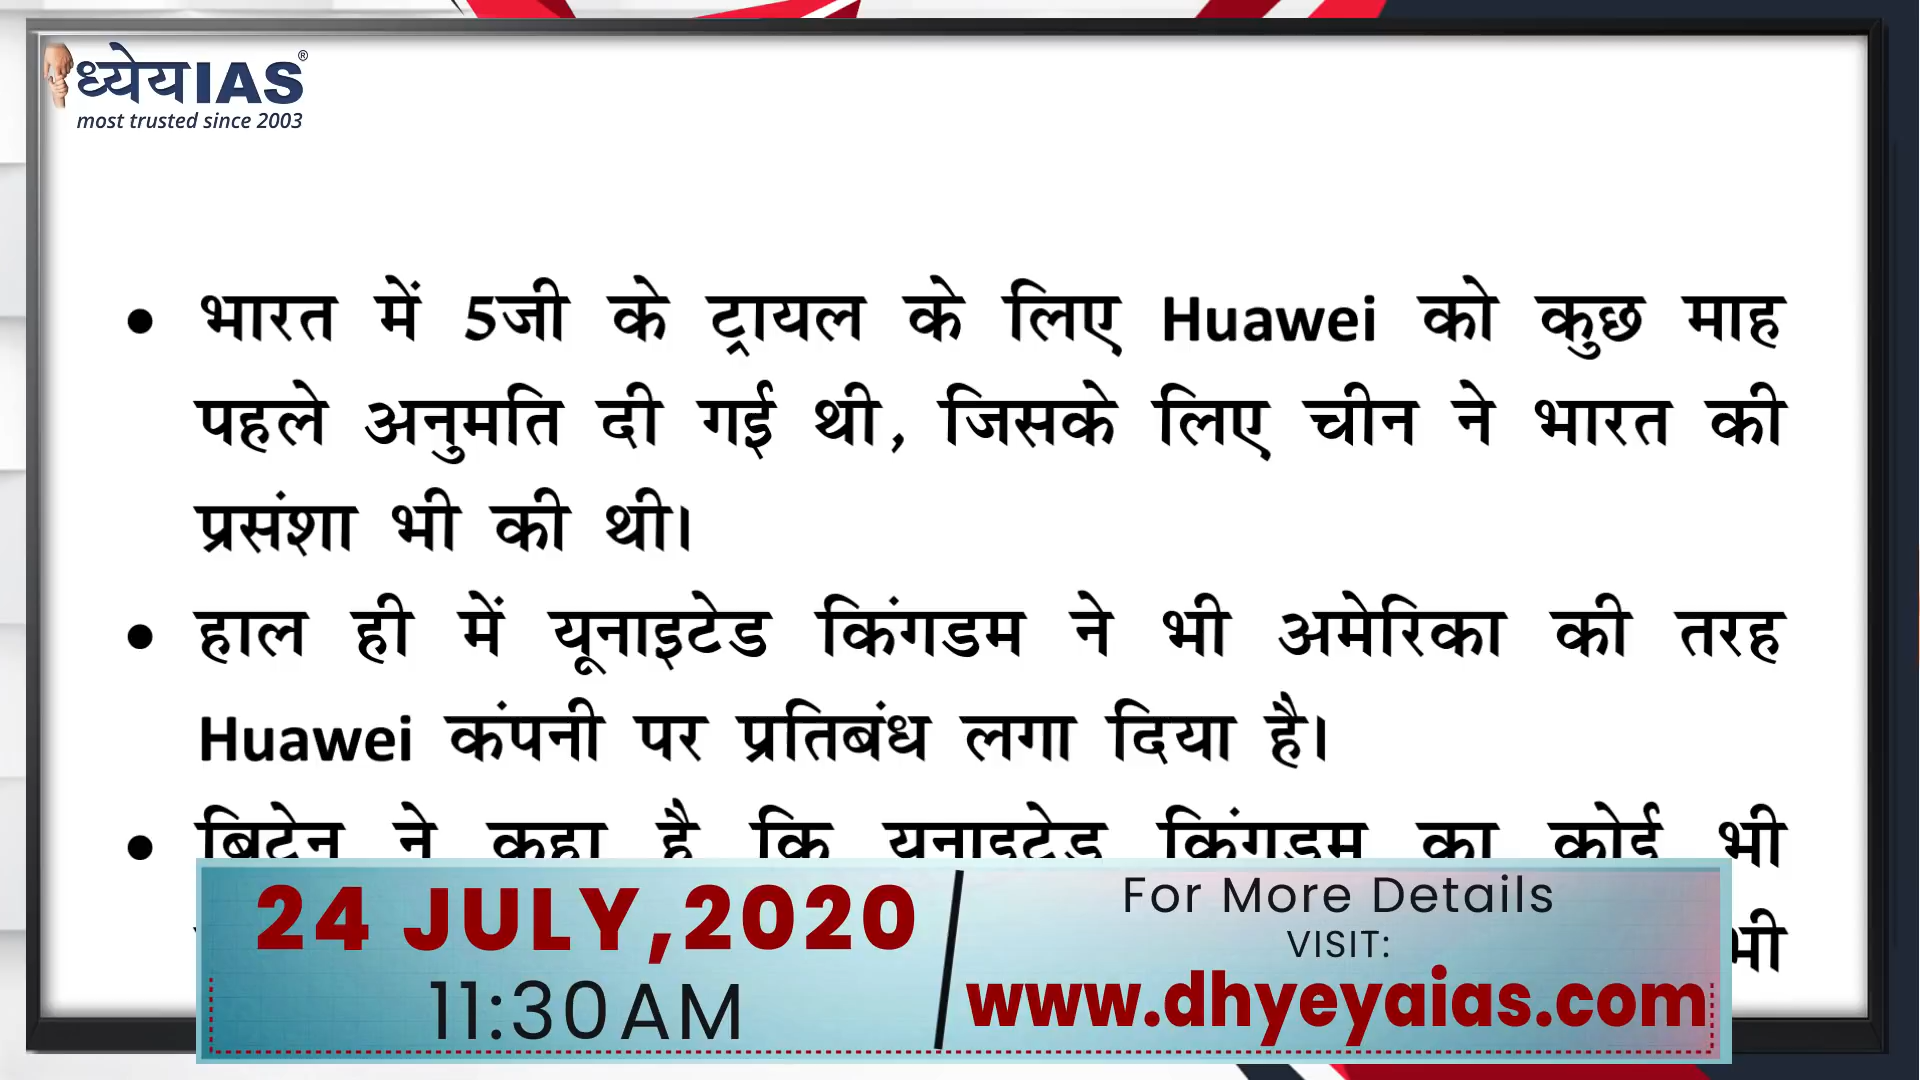 ध्येयIAS®
most trusted since 2003
• भारत में 5जी के ट्रायल के लिए Huawei को कुछ माह
पहले अनुमति दी गई थी, जिसके लिए चीन ने भारत की
प्रसंशा भी की थी।
• हाल ही में यूनाइटेड किंगडम ने भी अमेरिका की तरह
Huawei कंपनी पर प्रतिबंध लगा दिया है।
• ब्रिटेन ने कहा है कि यूनाइटेड किंगडम का कोई भी
भी
24 JULY,2020
11:30AM
For More Details
VISIT:
www.dhyeyaias.com